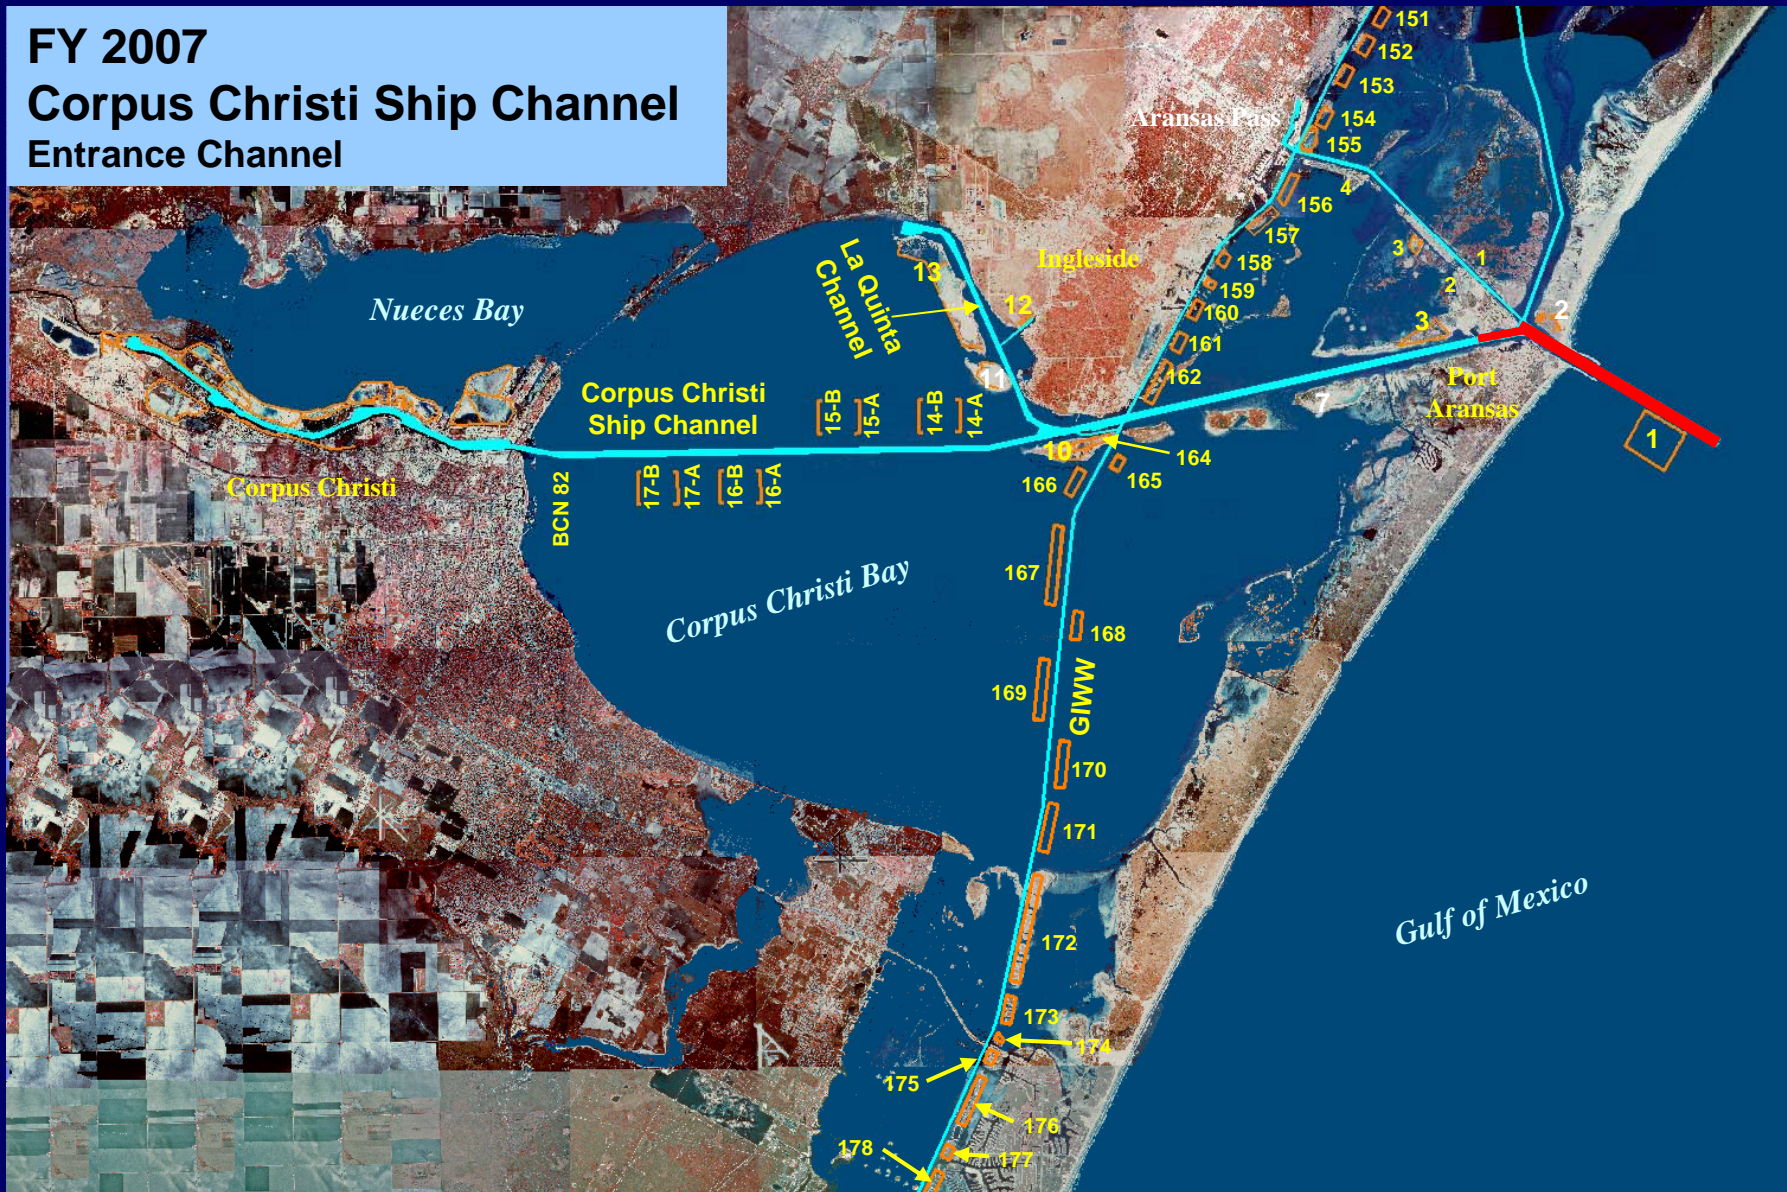 FY 2007
Corpus Christi Ship Channel
Entrance Channel
151
152
153
154
155
Aransas Pass
4
156
157
158
159
160
161
162
3
1
2
3
2
La Quinta
Channel
13
12
11
Ingleside
Nueces Bay
Corpus Christi
Ship Channel
15-B
15-A
14-B
14-A
7
Port
Aransas
1
10
164
165
166
Corpus Christi
BCN 82
17-B
17-A
16-B
16-A
Corpus Christi Bay
167
168
169
GIWW
170
171
172
Gulf of Mexico
173
174
175
176
177
178